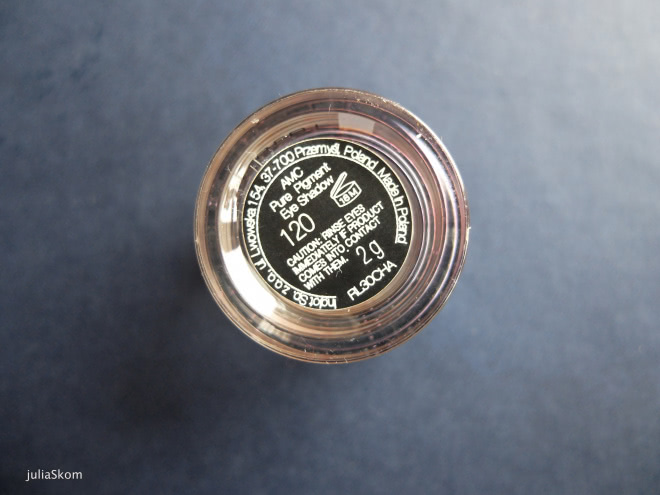 Inglot Sp. z o.o., ul. Lwowska 154, 37-700 Przemyśl, Poland. Made in Poland
AMC
Pure Pigment
Eye Shadow
120
18M
CAUTION: RINSE EYES
IMMEDIATELY IF PRODUCT
COMES INTO CONTACT
WITH THEM.
2g
RL30CHA
juliaSkom